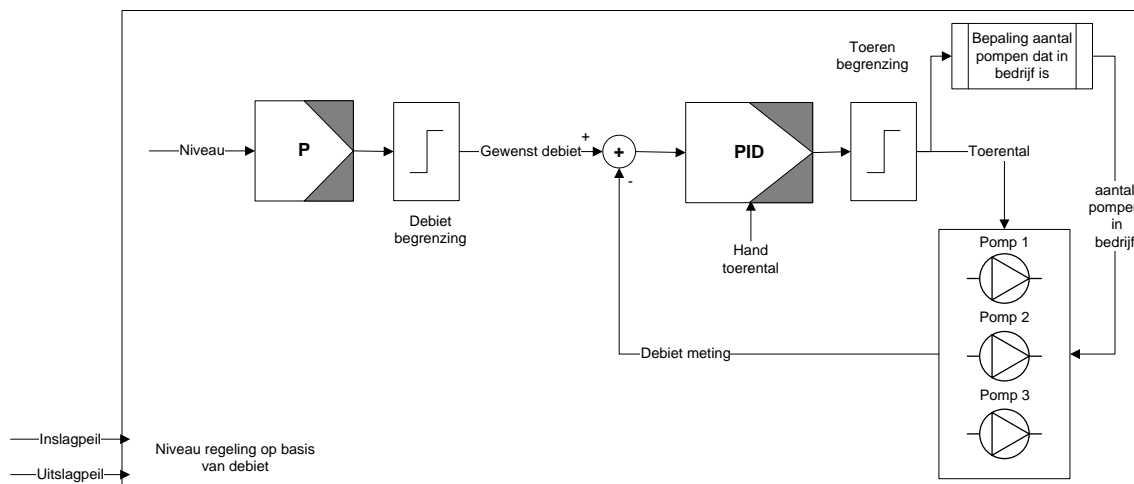 Toeren
begrenzing
Bepaling aantal
pompen dat in
bedrijf is
Niveau
P
Gewenst debiet
+
+
-
PID
Toerental
Debiet
begrenzing
Hand
toerental
aantal
pompen
in
bedrijf
Pomp 1
Pomp 2
Debiet meting
Pomp 3
Inslagpeil
Uitslagpeil
Niveau regeling op basis
van debiet